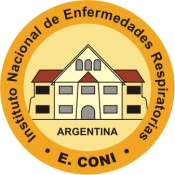 Instituto Nacional de Enfermedades Respiratorias
ARGENTINA
· E. CONI ·